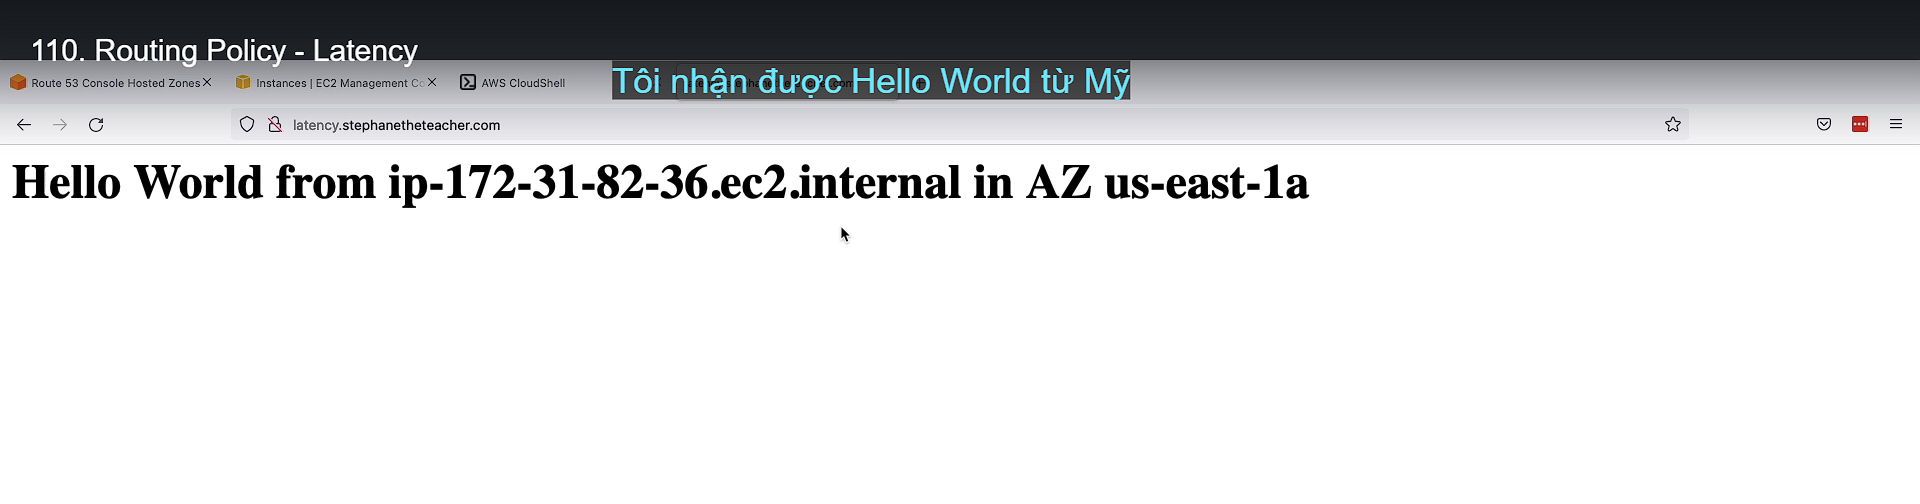 110. Routing Policy - Latency
Route 53 Console Hosted Zones
Instances | EC2 Management Co
AWS CloudShell
Tôi nhận được Hello World từ Mỹ
latency.stephanetheteacher.com
Hello World from ip-172-31-82-36.ec2.internal in AZ us-east-1a